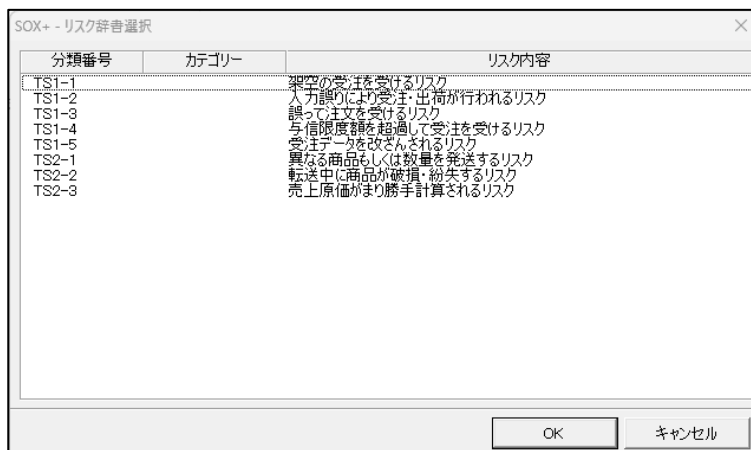 SOX+ - リスク辞書選択
分類番号 カテゴリー リスク内容
TS1-1 架空の受注を受けるリスク
TS1-2 入力誤りにより受注・出荷が行われるリスク
TS1-3 誤って注文を受けるリスク
TS1-4 与信限度額を超過して受注を受けるリスク
TS1-5 受注データを改ざんされるリスク
TS2-1 異なる商品もしくは数量を発送するリスク
TS2-2 転送中に商品が破損・紛失するリスク
TS2-3 売上原価がまり勝手計算されるリスク
OK キャンセル